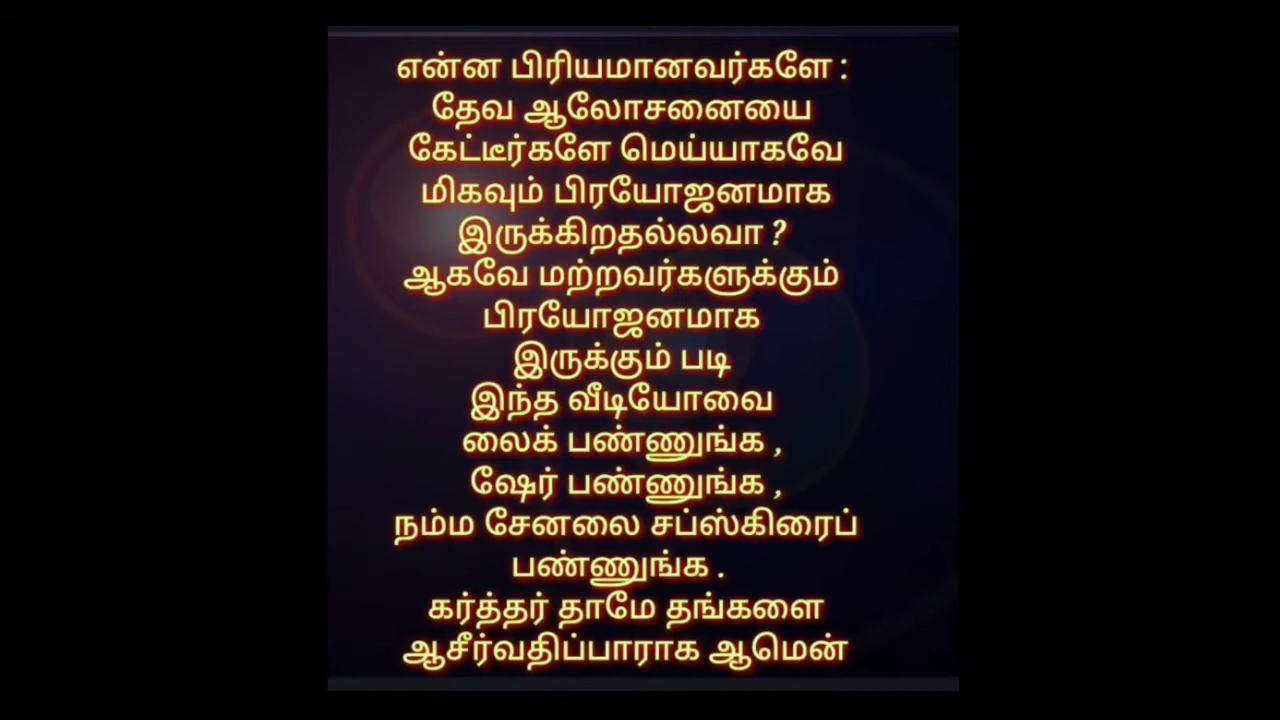 என்ன பிரியமானவர்களே :
தேவ ஆலோசனையை
கேட்டீர்களே மெய்யாகவே
மிகவும் பிரயோஜனமாக
இருக்கிறதல்லவா ?
ஆகவே மற்றவர்களுக்கும்
பிரயோஜனமாக
இருக்கும் படி
இந்த வீடியோவை
லைக் பண்ணுங்க ,
ஷேர் பண்ணுங்க ,
நம்ம சேனலை சப்ஸ்கிரைப்
பண்ணுங்க .
கர்த்தர் தாமே தங்களை
ஆசீர்வதிப்பாராக ஆமென்